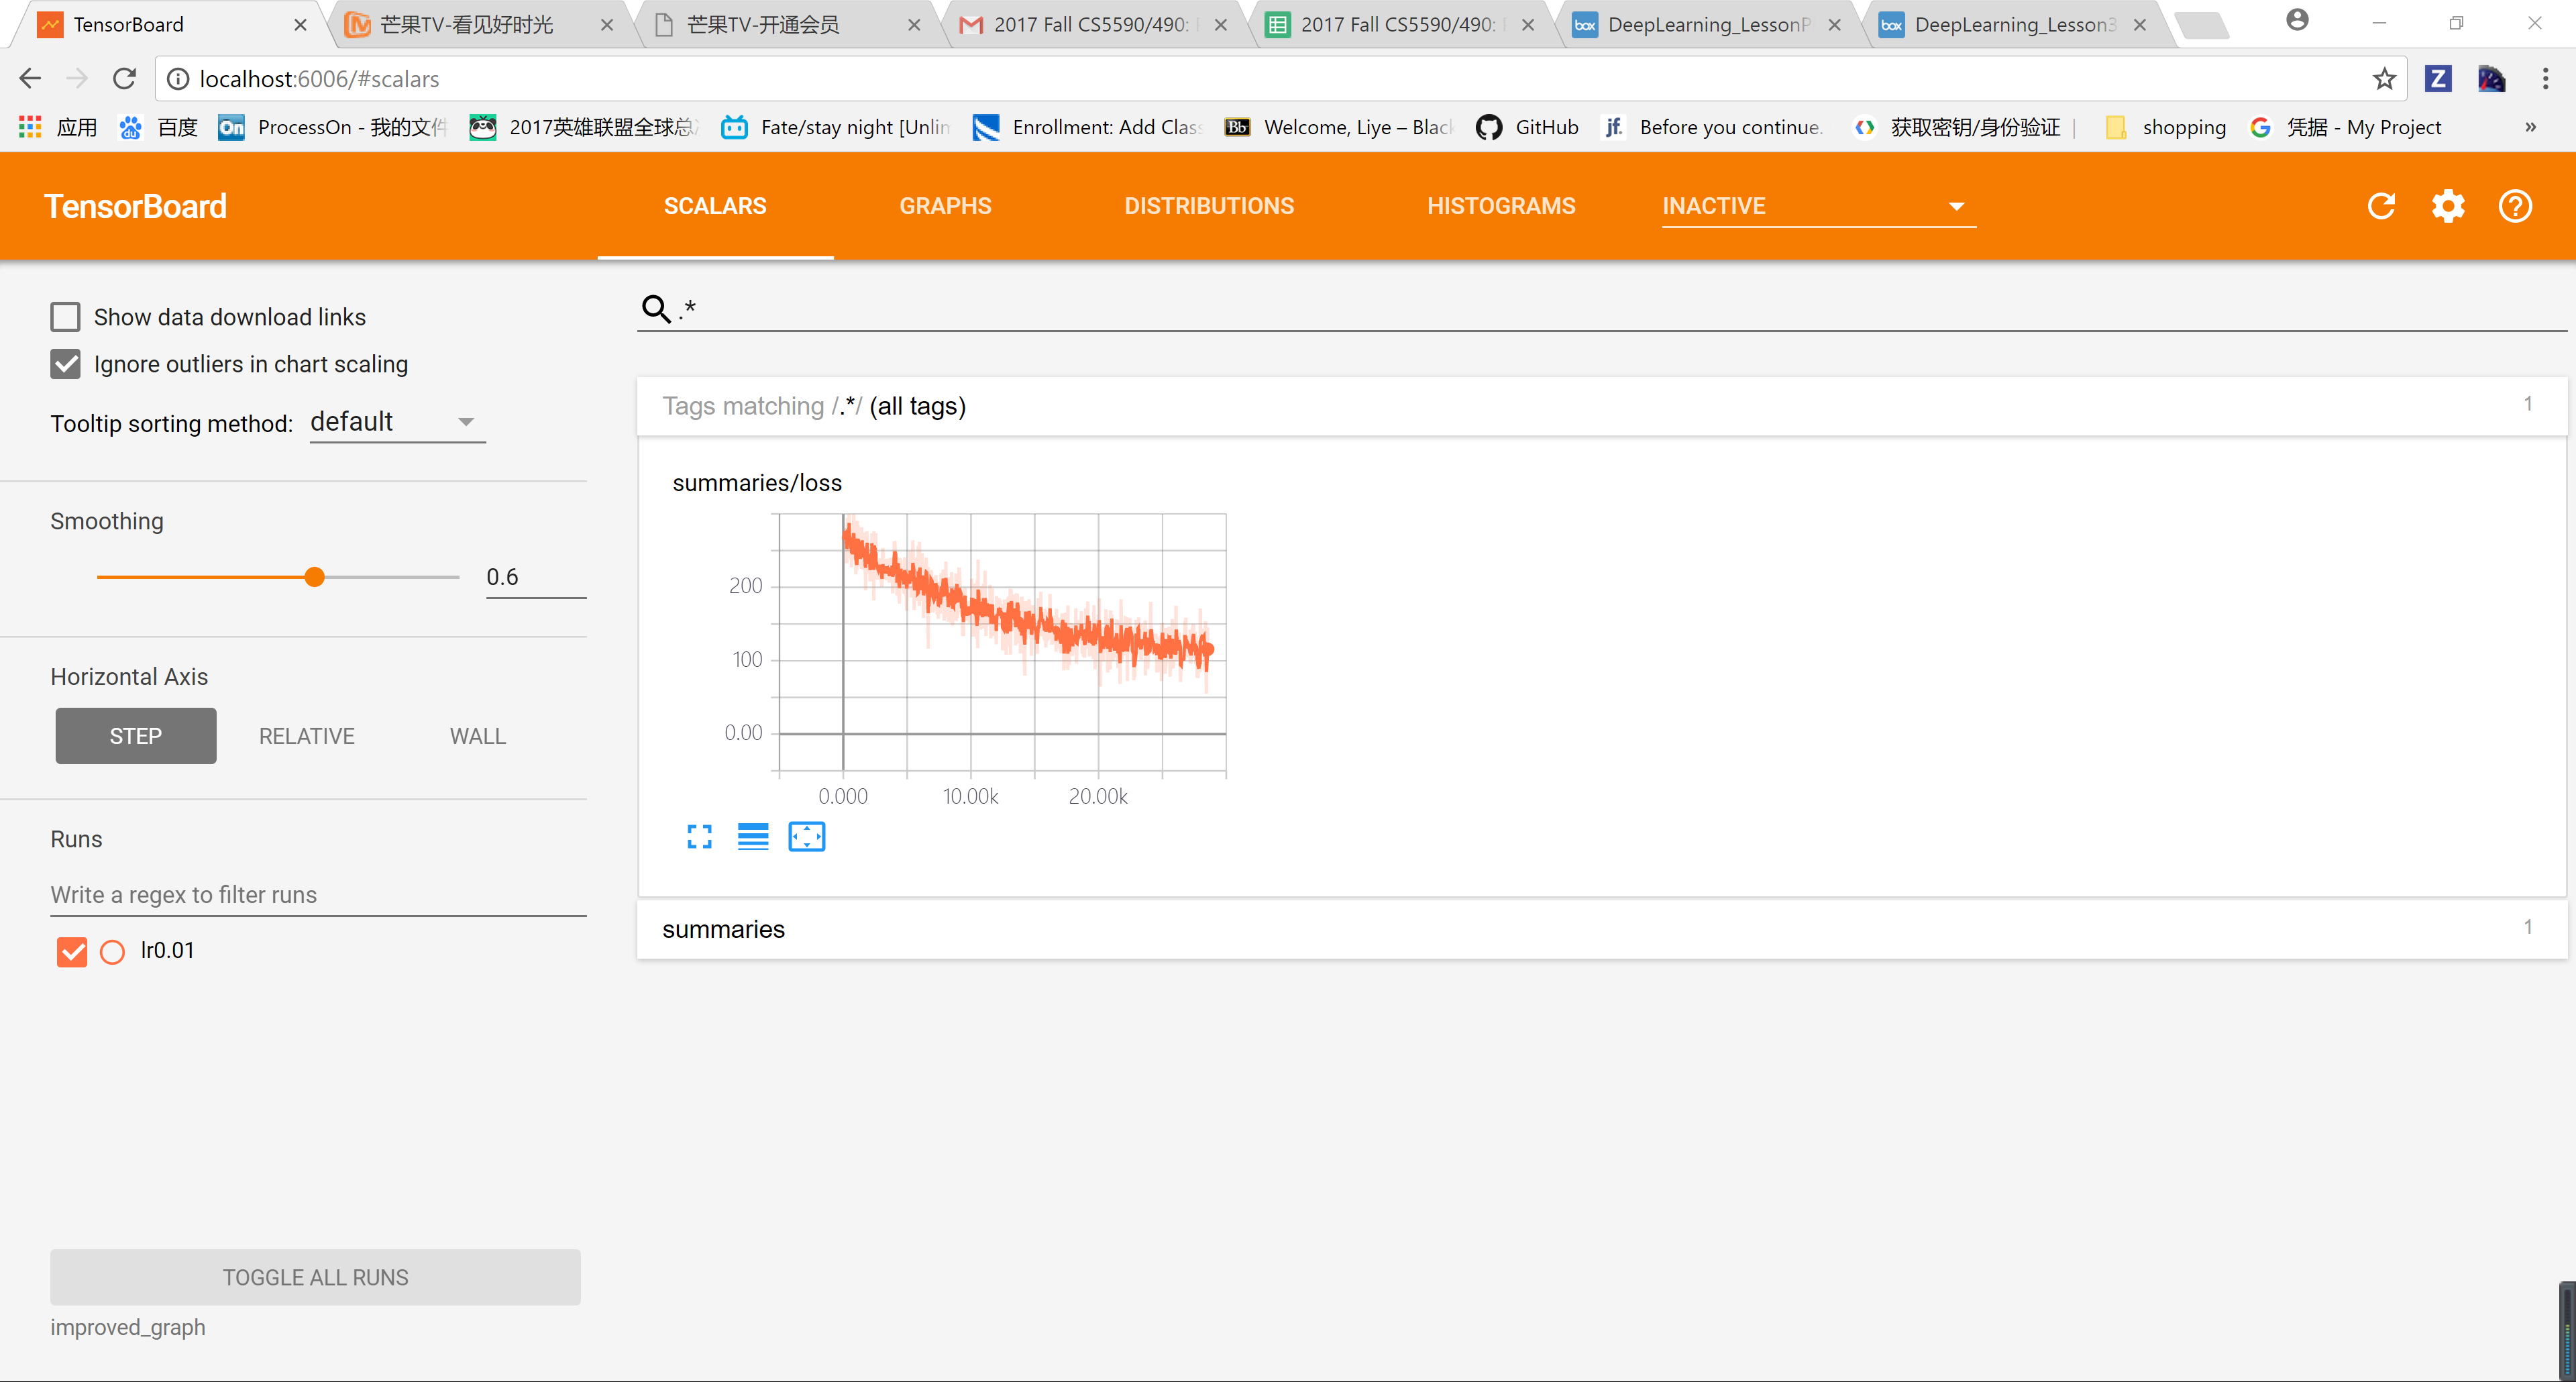 TensorBoard
芒果TV-看见好时光
芒果TV-开通会员
2017 Fall CS5590/490:
2017 Fall CS5590/490:
DeepLearning_LessonP
DeepLearning_Lesson3
localhost:6006/#scalars
应用 百度 ProcessOn - 我的文件 2017英雄联盟全球总 Fate/stay night [Unlin Enrollment: Add Clas Welcome, Liye – Blac GitHub Before you continue. 获取密钥/身份验证 | shopping 凭据 - My Project »
TensorBoard SCALARS GRAPHS DISTRIBUTIONS HISTOGRAMS INACTIVE
Show data download links
Ignore outliers in chart scaling
Tooltip sorting method: default
Smoothing
0.6
Horizontal Axis
STEP RELATIVE WALL
Runs
Write a regex to filter runs
lr0.01
TOGGLE ALL RUNS
improved_graph
.*
Tags matching /.*/ (all tags) 1
summaries/loss
200
100
0.00
0.000 10.00k 20.00k
summaries 1